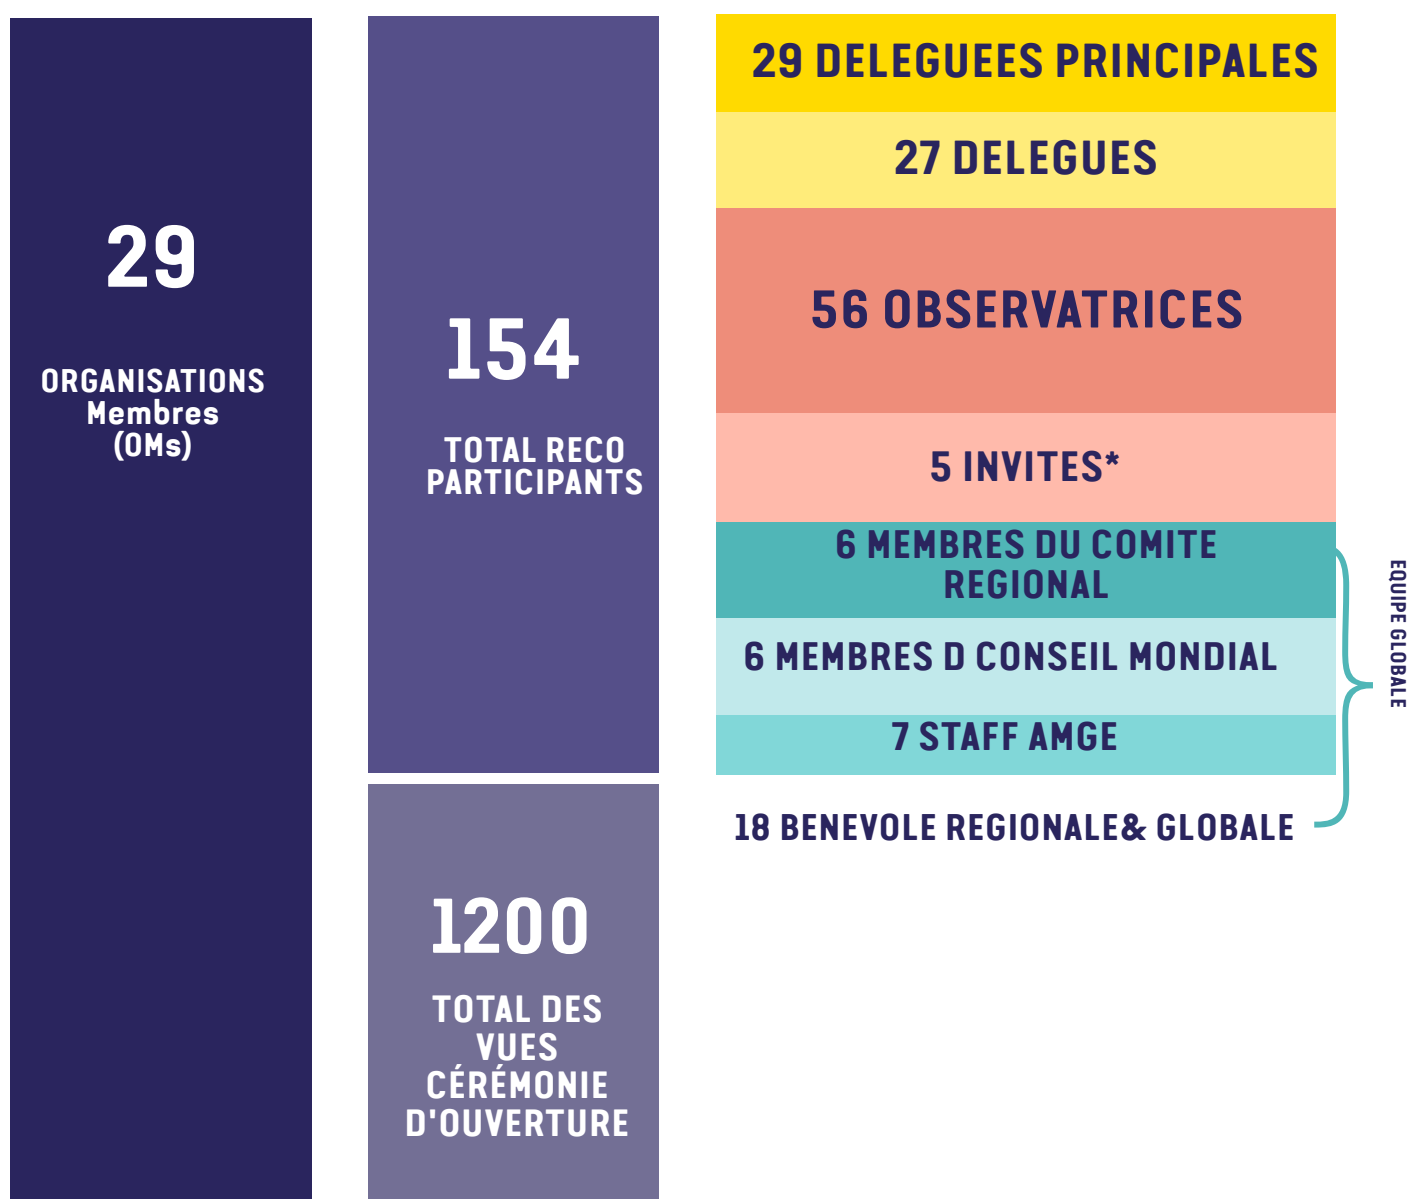 29
ORGANISATIONS
Membres
(OMs)
154
TOTAL RECO
PARTICIPANTS
1200
TOTAL DES
VUES
CÉRÉMONIE
D'OUVERTURE
29 DELEGUEES PRINCIPALES
27 DELEGUES
56 OBSERVATRICES
5 INVITES*
6 MEMBRES DU COMITE
REGIONAL
6 MEMBRES D CONSEIL MONDIAL
7 STAFF AMGE
18 BENEVOLE REGIONALE& GLOBALE
EQUIPE GLOBALE